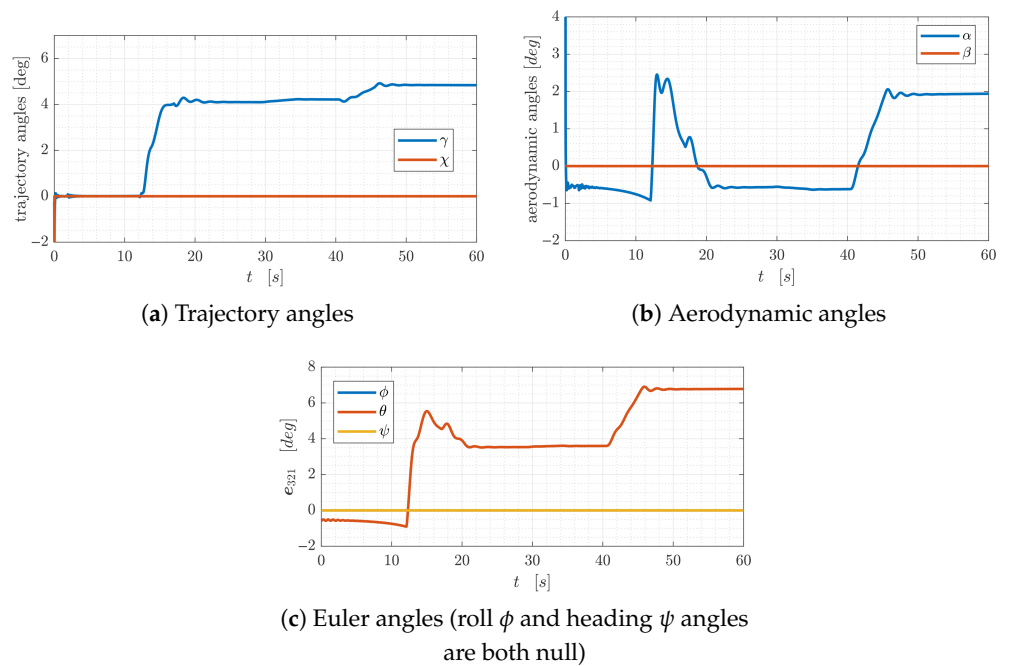 trajectory angles [deg]
6
4
2
0
−2
γ
χ
0
10
20
30
40
50
60
t [s]
(a) Trajectory angles
aerodynamic angles [deg]
4
3
2
1
0
−1
−2
α
β
0
10
20
30
40
50
60
t [s]
(b) Aerodynamic angles
e₃₂₁ [deg]
8
6
4
2
0
−2
ϕ
θ
ψ
0
10
20
30
40
50
60
t [s]
(c) Euler angles (roll ϕ and heading ψ angles
are both null)